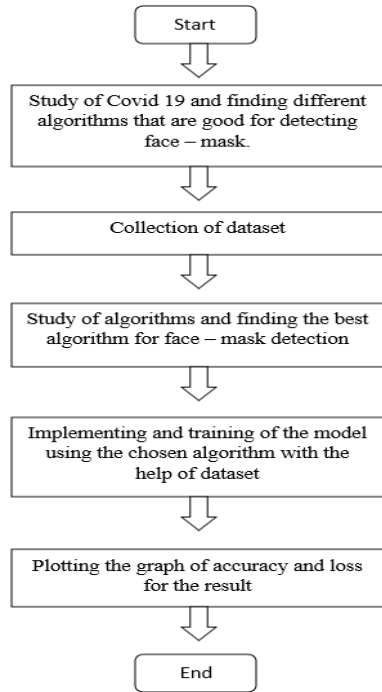 Start
Study of Covid 19 and finding different
algorithms that are good for detecting
face – mask.
Collection of dataset
Study of algorithms and finding the best
algorithm for face – mask detection
Implementing and training of the model
using the chosen algorithm with the
help of dataset
Plotting the graph of accuracy and loss
for the result
End